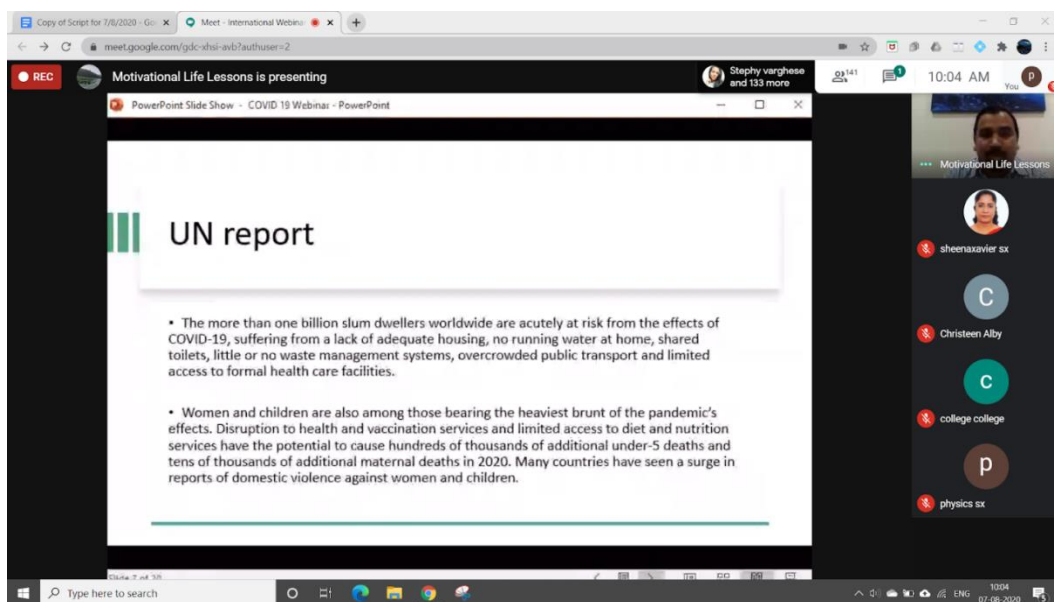 Copy of Script for 7/8/2020 - Go
Meet - International Webina
meet.google.com/gdc-xhsi-avb?authuser=2
REC
Motivational Life Lessons is presenting
Stephy varghese
and 133 more
141
1
10:04 AM
You
p
PowerPoint Slide Show - COVID 19 Webinar - PowerPoint
UN report
• The more than one billion slum dwellers worldwide are acutely at risk from the effects of
COVID-19, suffering from a lack of adequate housing, no running water at home, shared
toilets, little or no waste management systems, overcrowded public transport and limited
access to formal health care facilities.
• Women and children are also among those bearing the heaviest brunt of the pandemic's
effects. Disruption to health and vaccination services and limited access to diet and nutrition
services have the potential to cause hundreds of thousands of additional under-5 deaths and
tens of thousands of additional maternal deaths in 2020. Many countries have seen a surge in
reports of domestic violence against women and children.
Slide 7 of 30
Motivational Life Lessons
sheenaxavier sx
C
Christeen Alby
c
college college
p
physics sx
Type here to search
ENG
10:04
07-08-2020